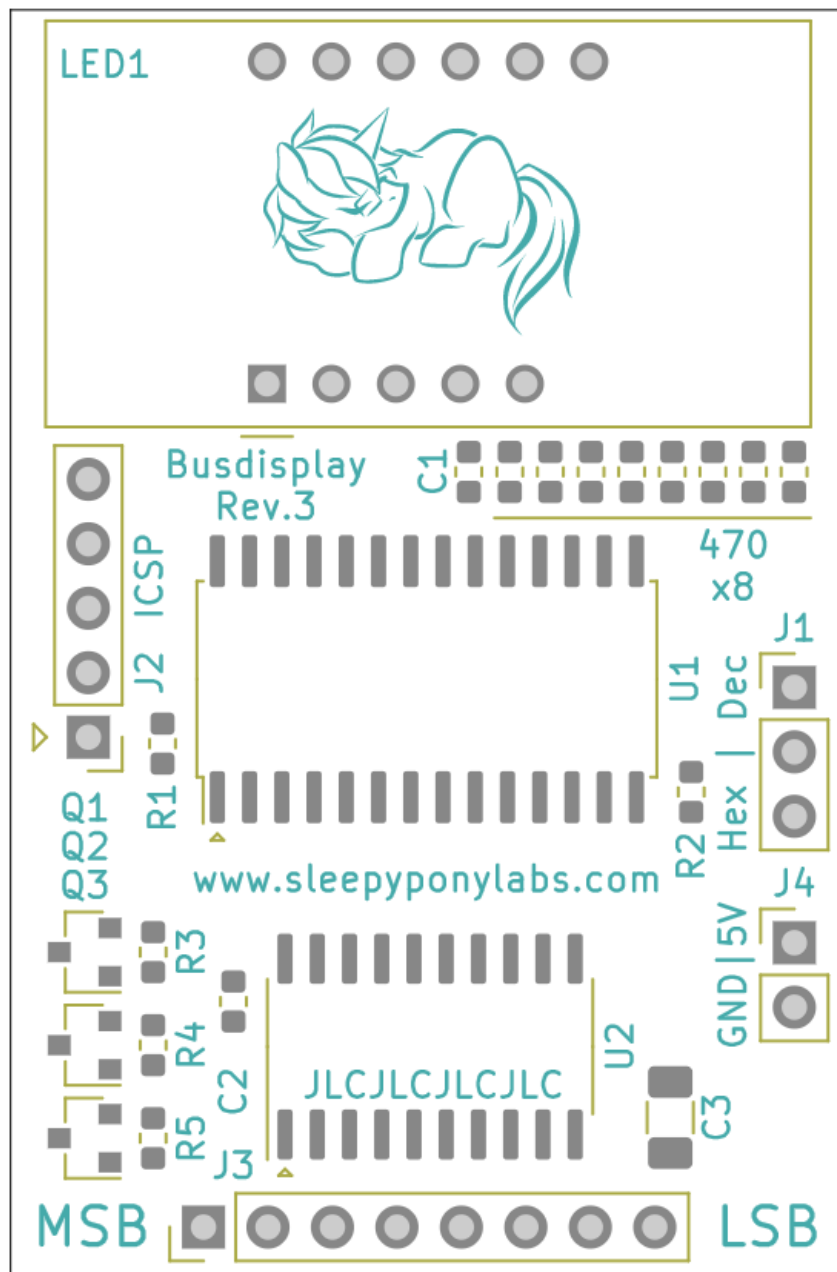 LED1
Busdisplay
Rev.3
C1
470
x8
ICSP
J2
J1
Hex | Dec
U1
R1
R2
Q1
Q2
Q3
www.sleepyponylabs.com
J4
GND|5V
R3
R4
R5
C2
U2
JLCJLCJLCJLC
C3
J3
MSB
LSB